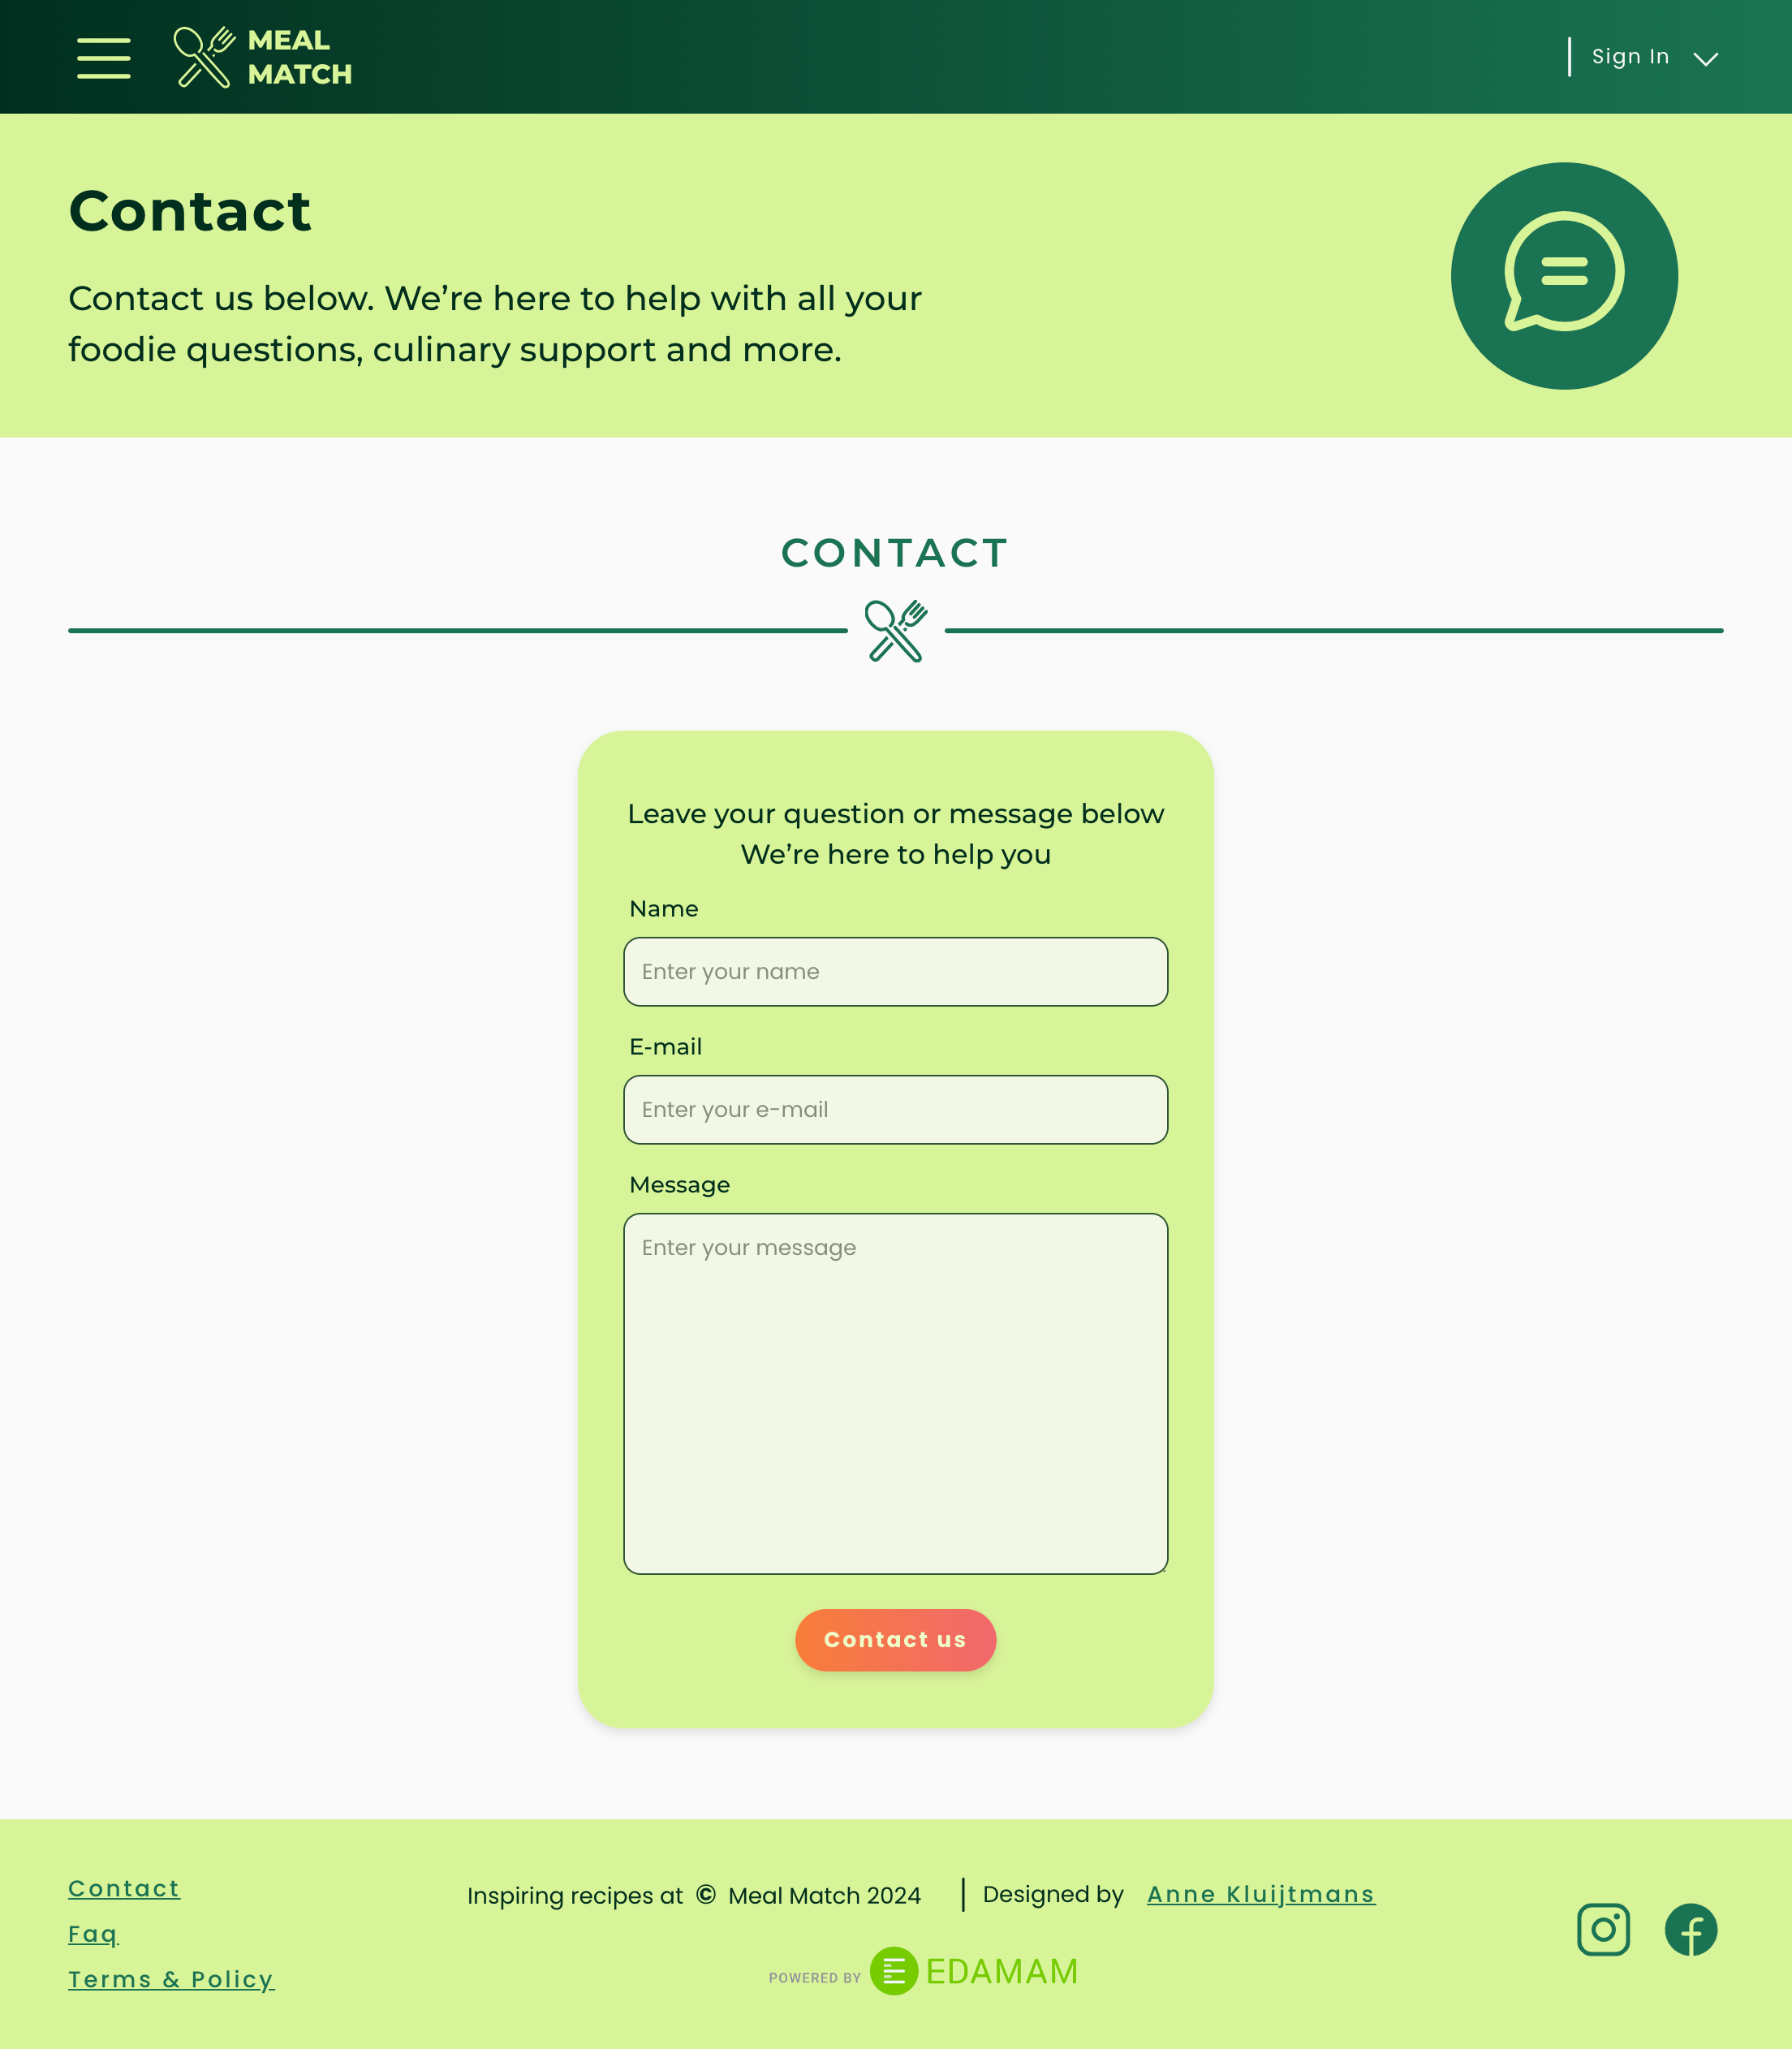 MEAL
MATCH
Sign In
Contact
Contact us below. We’re here to help with all your
foodie questions, culinary support and more.
CONTACT
Leave your question or message below
We’re here to help you
Name
Enter your name
E-mail
Enter your e-mail
Message
Enter your message
Contact us
Contact
Faq
Terms & Policy
Inspiring recipes at © Meal Match 2024
Designed by Anne Kluijtmans
POWERED BY EDAMAM